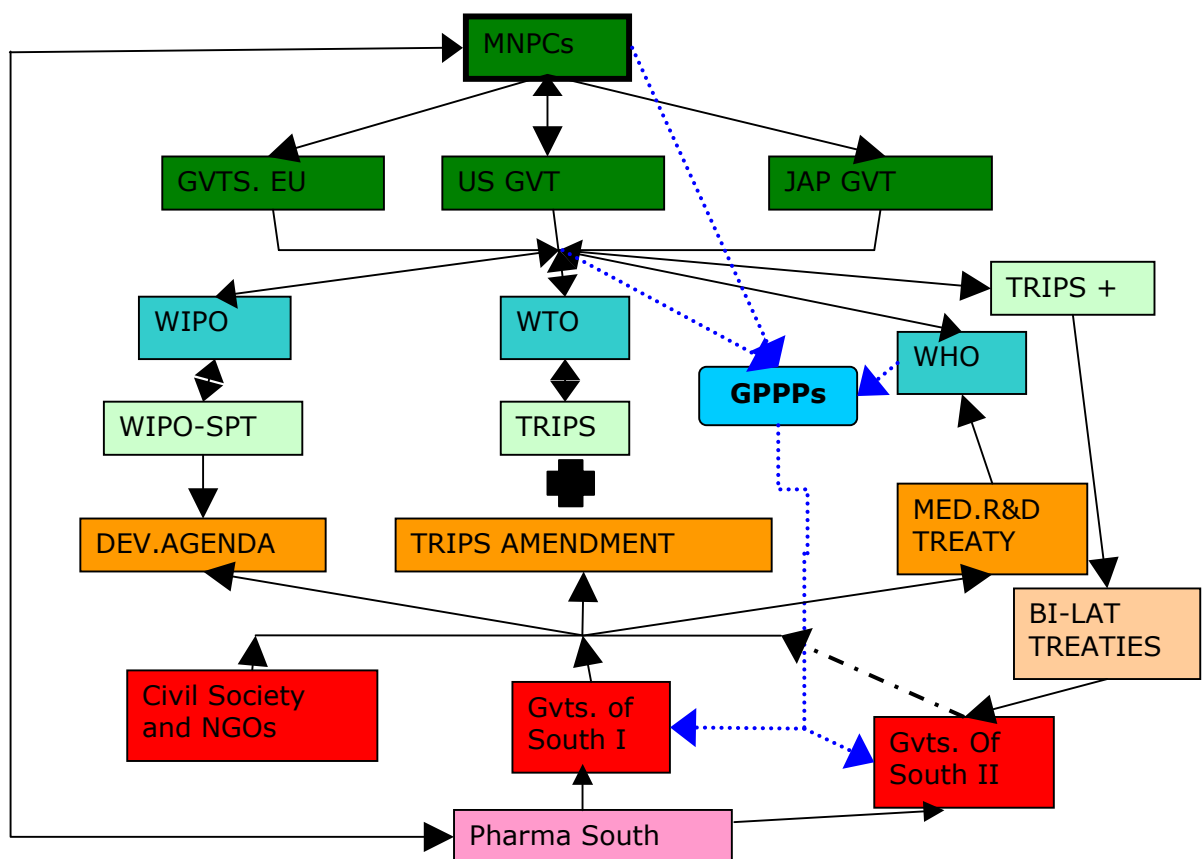 MNPCs
GVTS. EU
US GVT
JAP GVT
TRIPS +
WIPO
WTO
WHO
GPPPs
WIPO-SPT
TRIPS
MED.R&D
TREATY
DEV.AGENDA
TRIPS AMENDMENT
BI-LAT
TREATIES
Civil Society
and NGOs
Gvts. of
South I
Gvts. Of
South II
Pharma South